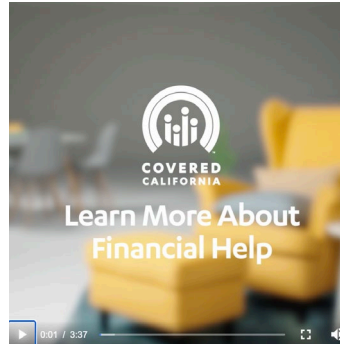 COVERED
CALIFORNIA
Learn More About
Financial Help
0:01 / 3:37